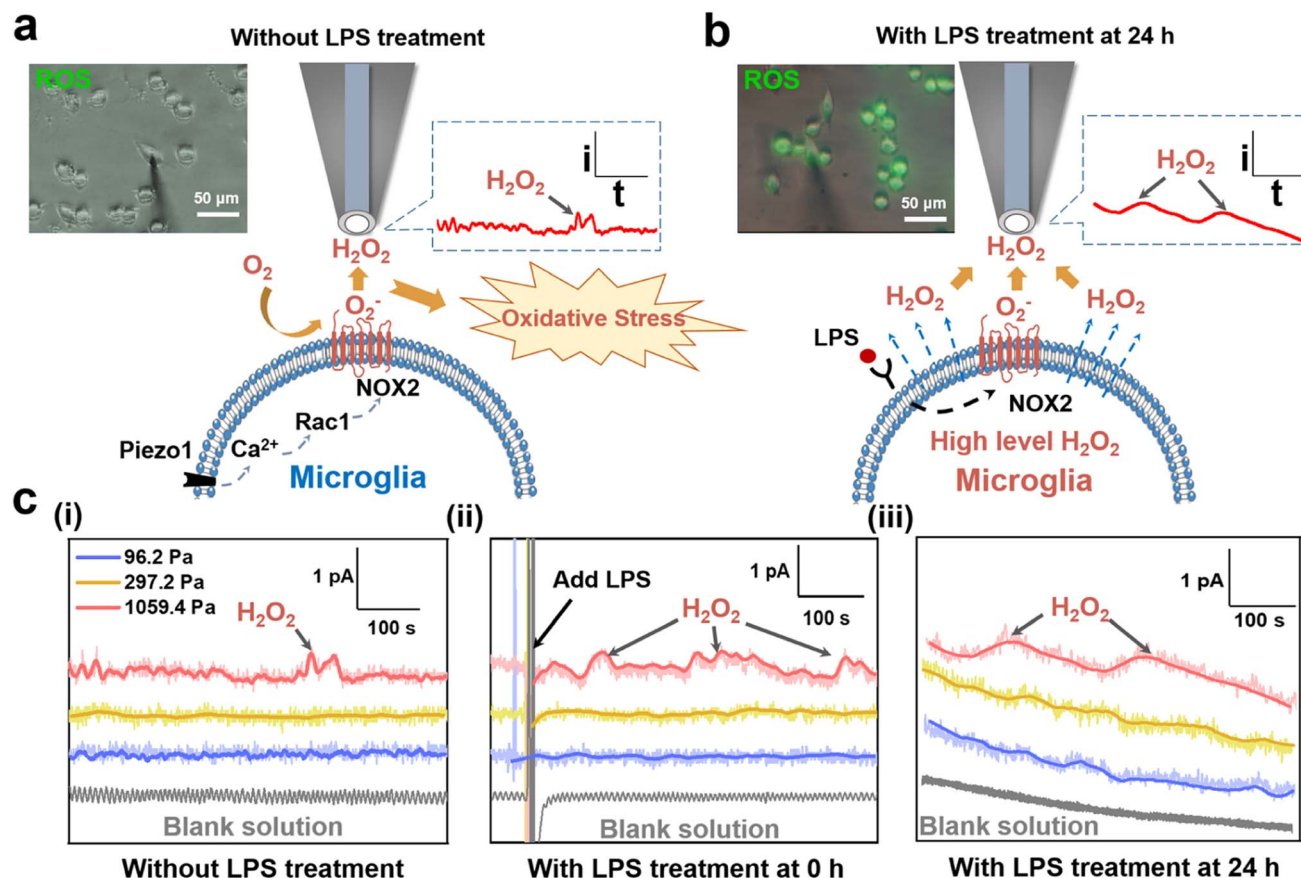 a
Without LPS treatment
ROS
50 µm
i
t
H₂O₂
H₂O₂
O₂
O₂⁻
Oxidative Stress
NOX2
Rac1
Ca²⁺
Piezo1
Microglia
b
With LPS treatment at 24 h
ROS
50 µm
i
t
H₂O₂
H₂O₂
H₂O₂
O₂⁻
H₂O₂
LPS
NOX2
High level H₂O₂
Microglia
c
(i)
96.2 Pa
297.2 Pa
1059.4 Pa
1 pA
100 s
H₂O₂
Blank solution
Without LPS treatment
(ii)
Add LPS
1 pA
100 s
H₂O₂
Blank solution
With LPS treatment at 0 h
(iii)
1 pA
100 s
H₂O₂
Blank solution
With LPS treatment at 24 h